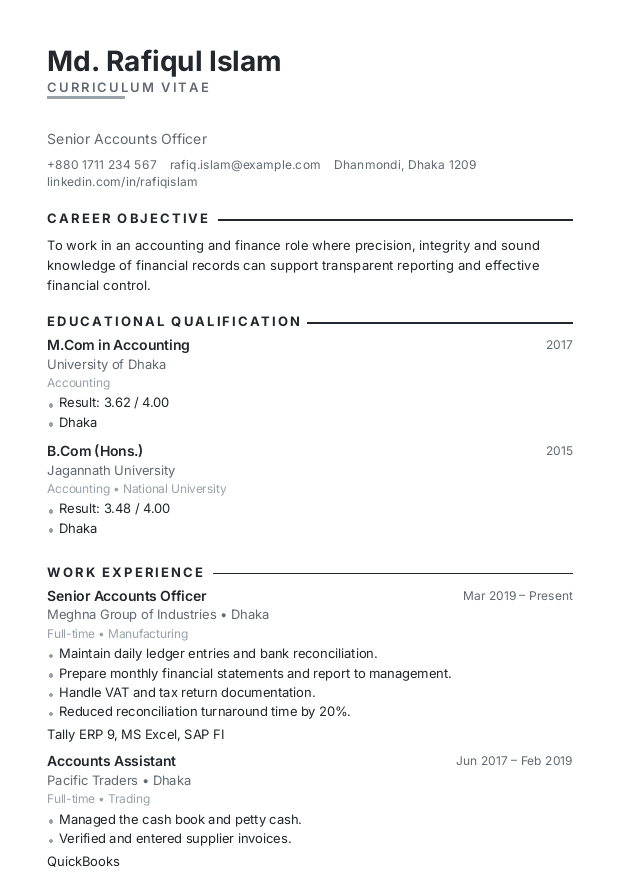 Md. Rafiqul Islam
CURRICULUM VITAE
Senior Accounts Officer
+880 1711 234 567 rafiq.islam@example.com Dhanmondi, Dhaka 1209
linkedin.com/in/rafiqislam
CAREER OBJECTIVE
To work in an accounting and finance role where precision, integrity and sound
knowledge of financial records can support transparent reporting and effective
financial control.
EDUCATIONAL QUALIFICATION
M.Com in Accounting 2017
University of Dhaka
Accounting
• Result: 3.62 / 4.00
• Dhaka
B.Com (Hons.) 2015
Jagannath University
Accounting • National University
• Result: 3.48 / 4.00
• Dhaka
WORK EXPERIENCE
Senior Accounts Officer Mar 2019 – Present
Meghna Group of Industries • Dhaka
Full-time • Manufacturing
• Maintain daily ledger entries and bank reconciliation.
• Prepare monthly financial statements and report to management.
• Handle VAT and tax return documentation.
• Reduced reconciliation turnaround time by 20%.
Tally ERP 9, MS Excel, SAP FI
Accounts Assistant Jun 2017 – Feb 2019
Pacific Traders • Dhaka
Full-time • Trading
• Managed the cash book and petty cash.
• Verified and entered supplier invoices.
QuickBooks